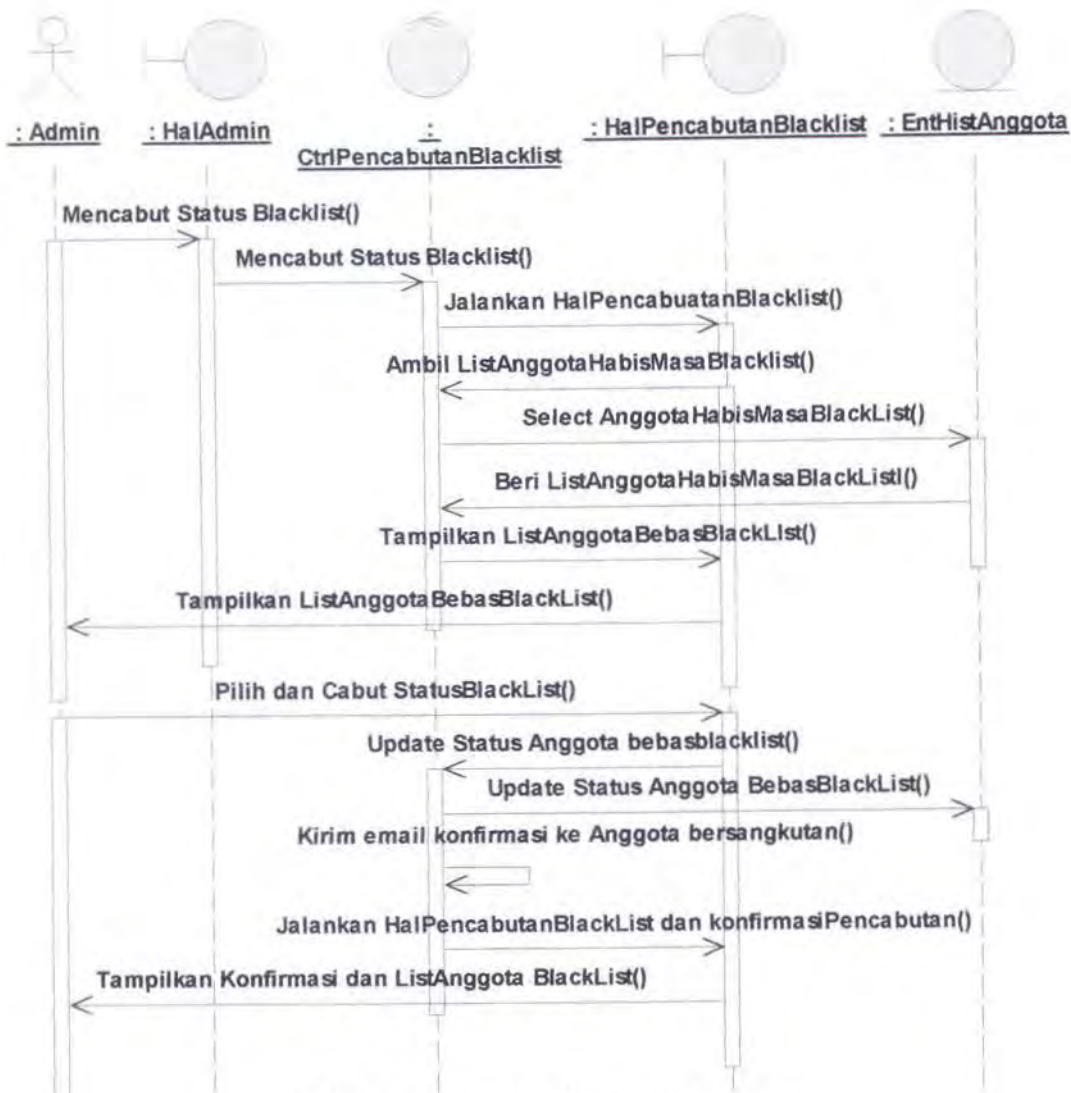 : Admin
: HalAdmin
:
CtrlPencabutanBlacklist
: HalPencabutanBlacklist
: EntHistAnggota
Mencabut Status Blacklist()
Mencabut Status Blacklist()
Jalankan HalPencabuatanBlacklist()
Ambil ListAnggotaHabisMasaBlacklist()
Select AnggotaHabisMasaBlackList()
Beri ListAnggotaHabisMasaBlackListl()
Tampilkan ListAnggotaBebasBlackLIst()
Tampilkan ListAnggotaBebasBlackList()
Pilih dan Cabut StatusBlackList()
Update Status Anggota bebasblacklist()
Update Status Anggota BebasBlackList()
Kirim email konfirmasi ke Anggota bersangkutan()
Jalankan HalPencabutanBlackList dan konfirmasiPencabutan()
Tampilkan Konfirmasi dan ListAnggota BlackList()